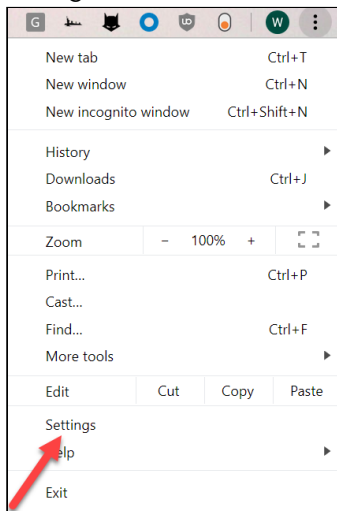 G W
New tab Ctrl+T
New window Ctrl+N
New incognito window Ctrl+Shift+N
History
Downloads Ctrl+J
Bookmarks
Zoom - 100% +
Print... Ctrl+P
Cast...
Find... Ctrl+F
More tools
Edit Cut Copy Paste
Settings
elp
Exit